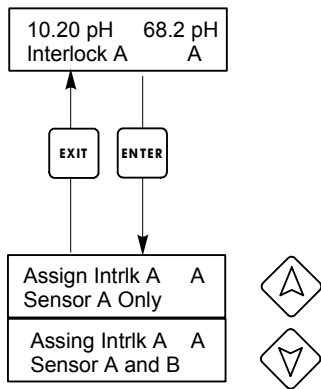 10.20 pH 68.2 pH
Interlock A A
EXIT ENTER
Assign Intrlk A A
Sensor A Only
Assing Intrlk A A
Sensor A and B